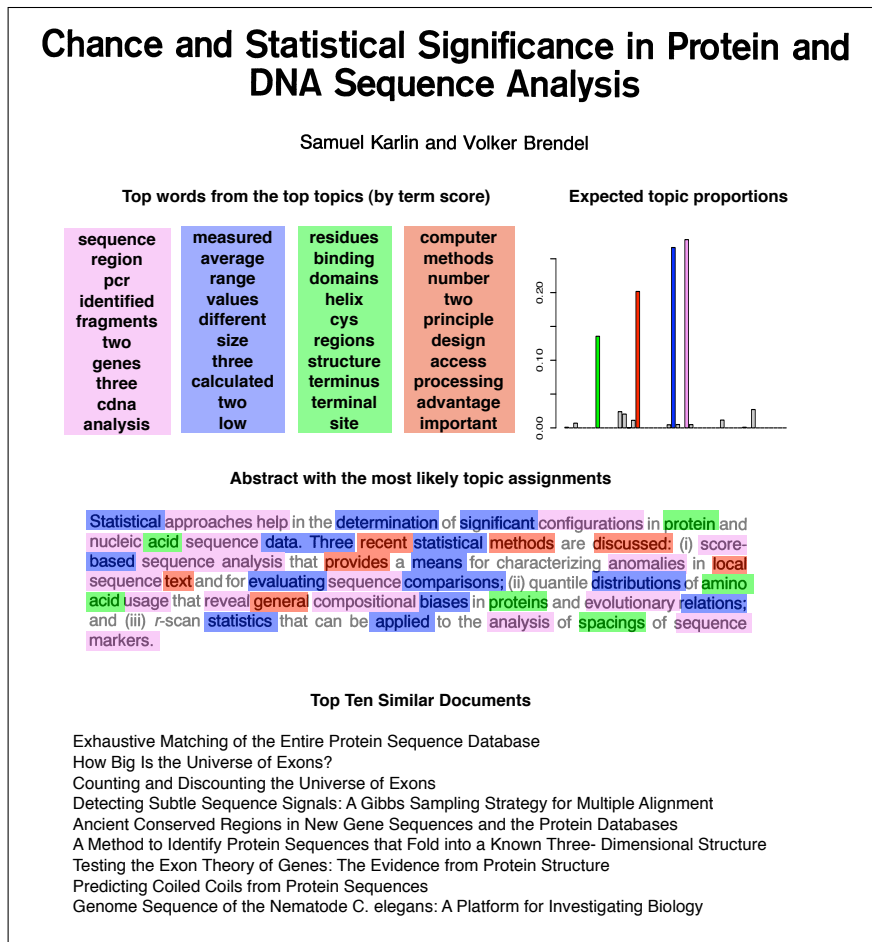 Chance and Statistical Significance in Protein and
DNA Sequence Analysis
Samuel Karlin and Volker Brendel
Top words from the top topics (by term score)
sequence
region
pcr
identified
fragments
two
genes
three
cdna
analysis
measured
average
range
values
different
size
three
calculated
two
low
residues
binding
domains
helix
cys
regions
structure
terminus
terminal
site
computer
methods
number
two
principle
design
access
processing
advantage
important
Expected topic proportions
0.20
0.10
0.00
Abstract with the most likely topic assignments
Statistical approaches help in the determination of significant configurations in protein and
nucleic acid sequence data. Three recent statistical methods are discussed: (i) score-
based sequence analysis that provides a means for characterizing anomalies in local
sequence text and for evaluating sequence comparisons; (ii) quantile distributions of amino
acid usage that reveal general compositional biases in proteins and evolutionary relations;
and (iii) r-scan statistics that can be applied to the analysis of spacings of sequence
markers.
Top Ten Similar Documents
Exhaustive Matching of the Entire Protein Sequence Database
How Big Is the Universe of Exons?
Counting and Discounting the Universe of Exons
Detecting Subtle Sequence Signals: A Gibbs Sampling Strategy for Multiple Alignment
Ancient Conserved Regions in New Gene Sequences and the Protein Databases
A Method to Identify Protein Sequences that Fold into a Known Three- Dimensional Structure
Testing the Exon Theory of Genes: The Evidence from Protein Structure
Predicting Coiled Coils from Protein Sequences
Genome Sequence of the Nematode C. elegans: A Platform for Investigating Biology